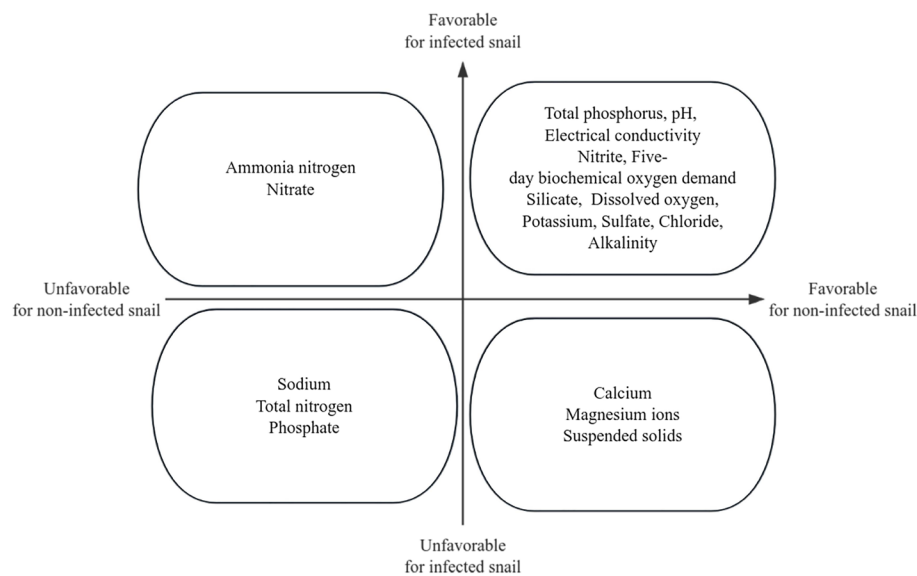 Favorable
for infected snail
Ammonia nitrogen
Nitrate
Total phosphorus, pH,
Electrical conductivity
Nitrite, Five-
day biochemical oxygen demand
Silicate, Dissolved oxygen,
Potassium, Sulfate, Chloride,
Alkalinity
Unfavorable
for non-infected snail
Favorable
for non-infected snail
Sodium
Total nitrogen
Phosphate
Calcium
Magnesium ions
Suspended solids
Unfavorable
for infected snail